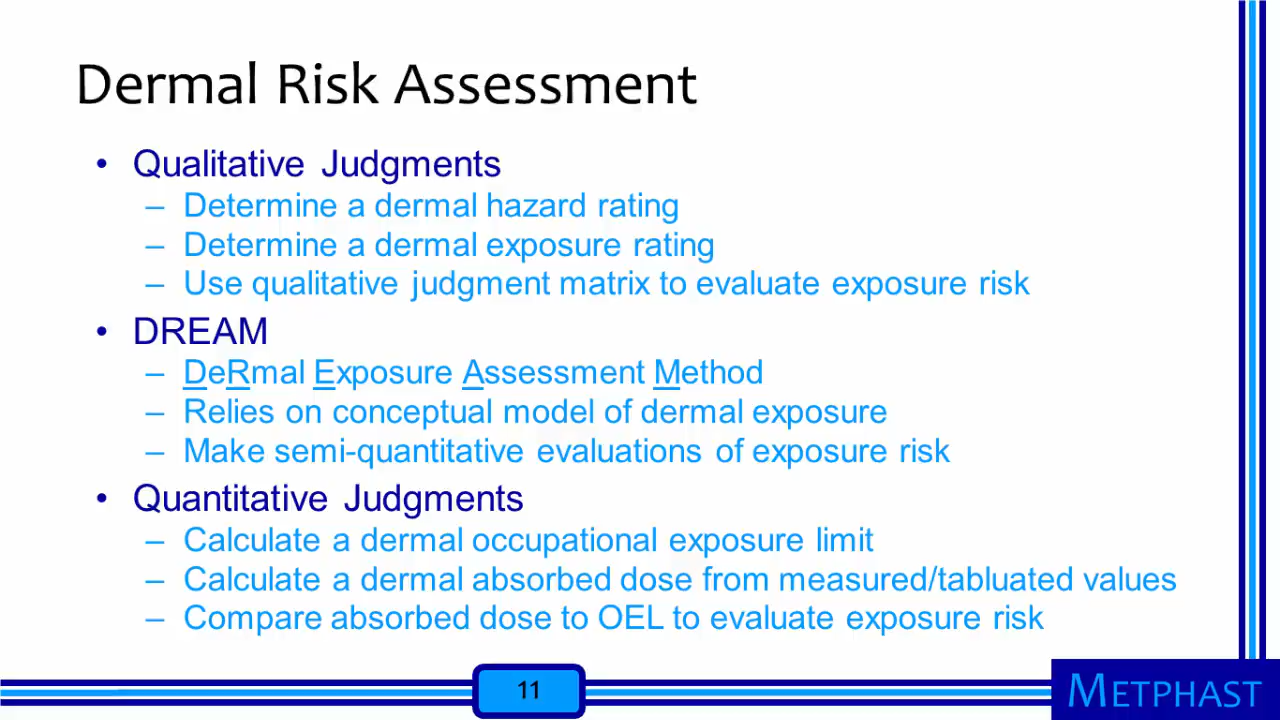 Dermal Risk Assessment
• Qualitative Judgments
– Determine a dermal hazard rating
– Determine a dermal exposure rating
– Use qualitative judgment matrix to evaluate exposure risk
• DREAM
– DeRmal Exposure Assessment Method
– Relies on conceptual model of dermal exposure
– Make semi-quantitative evaluations of exposure risk
• Quantitative Judgments
– Calculate a dermal occupational exposure limit
– Calculate a dermal absorbed dose from measured/tabluated values
– Compare absorbed dose to OEL to evaluate exposure risk
11
METPHAST